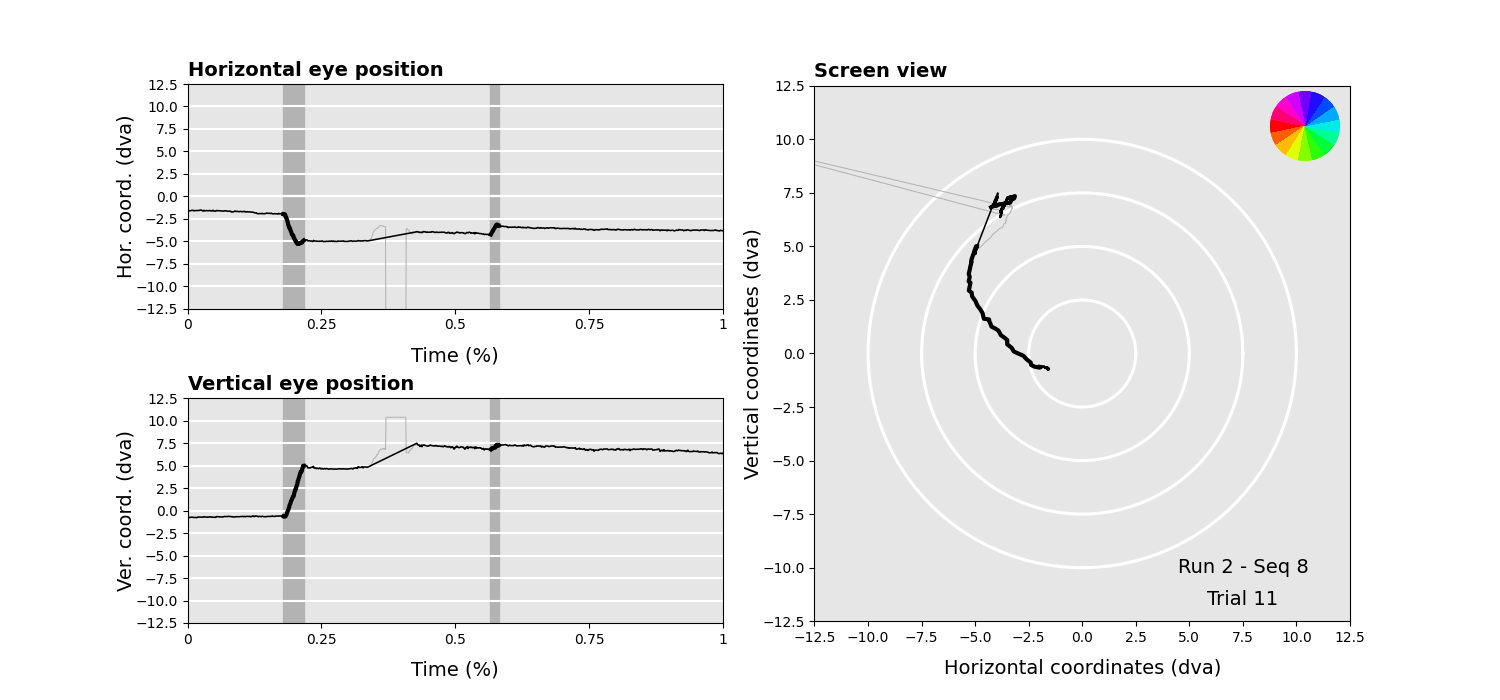 Horizontal eye position
12.5
10.0
7.5
5.0
2.5
0.0
−2.5
−5.0
−7.5
−10.0
−12.5
Hor. coord. (dva)
0 0.25 0.5 0.75 1
Time (%)
Vertical eye position
12.5
10.0
7.5
5.0
2.5
0.0
−2.5
−5.0
−7.5
−10.0
−12.5
Ver. coord. (dva)
0 0.25 0.5 0.75 1
Time (%)
Screen view
12.5
10.0
7.5
5.0
2.5
0.0
−2.5
−5.0
−7.5
−10.0
−12.5
Vertical coordinates (dva)
Run 2 - Seq 8
Trial 11
−12.5 −10.0 −7.5 −5.0 −2.5 0.0 2.5 5.0 7.5 10.0 12.5
Horizontal coordinates (dva)